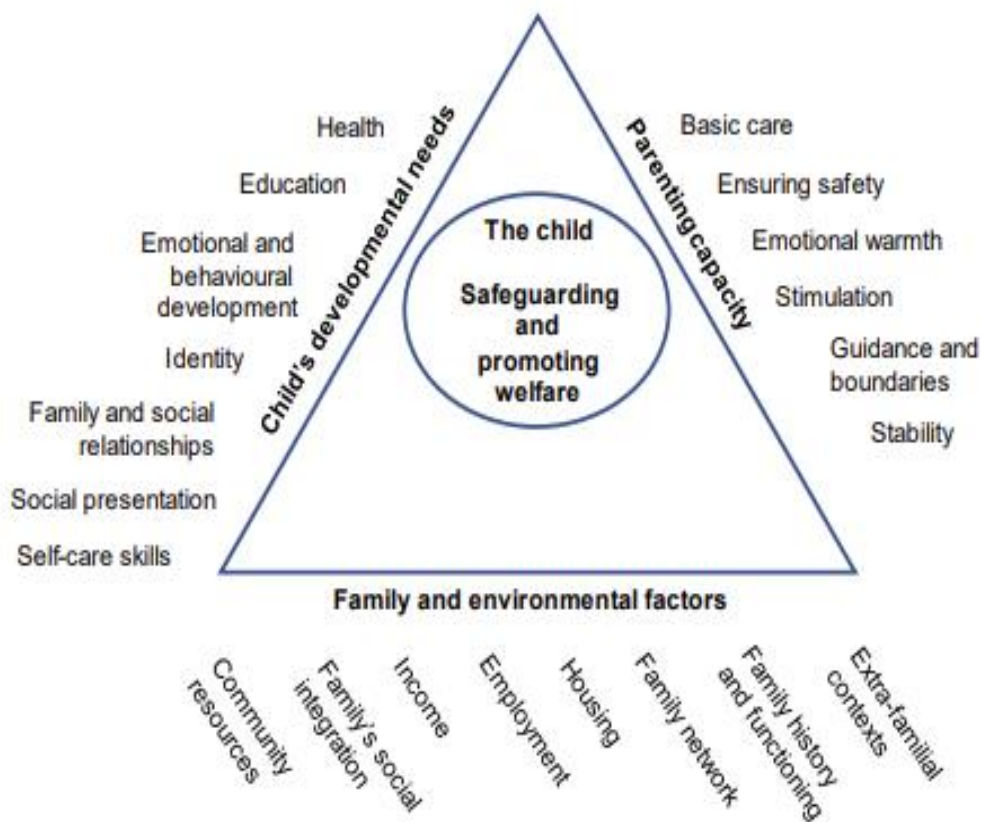 Health
Education
Emotional and
behavioural
development
Identity
Family and social
relationships
Social presentation
Self-care skills
Child's developmental needs
The child
Safeguarding
and
promoting
welfare
Parentingcapacity
Basic care
Ensuring safety
Emotional warmth
Stimulation
Guidance and
boundaries
Stability
Family and environmental factors
Community
resources
Family's social
integration
Income
Employment
Housing
Family network
Family history
and functioning
Extra-familial
contexts